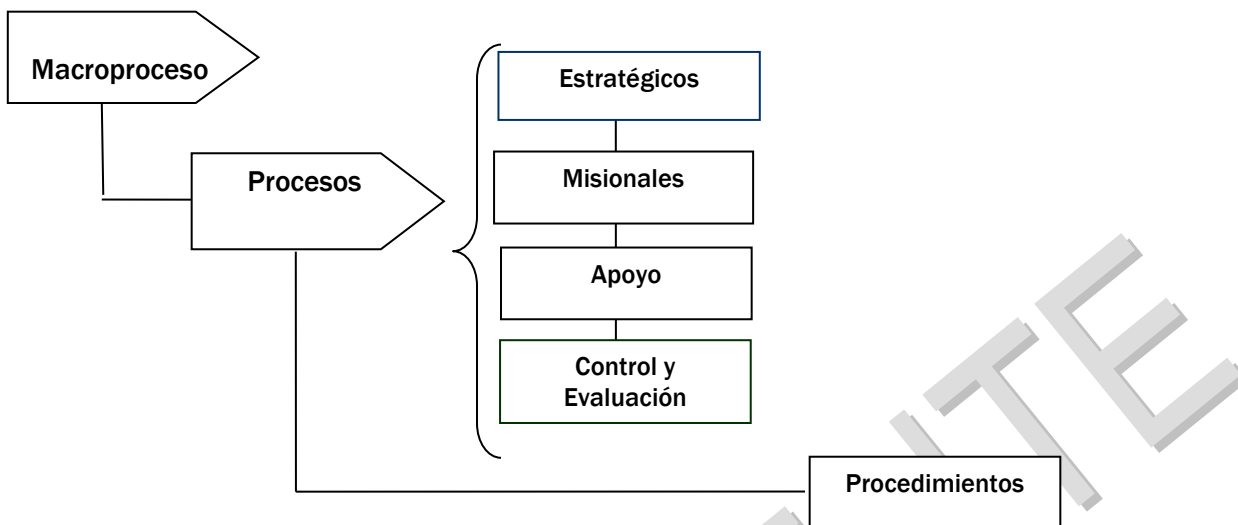 Macroproceso
Procesos
Estratégicos
Misionales
Apoyo
Control y
Evaluación
Procedimientos